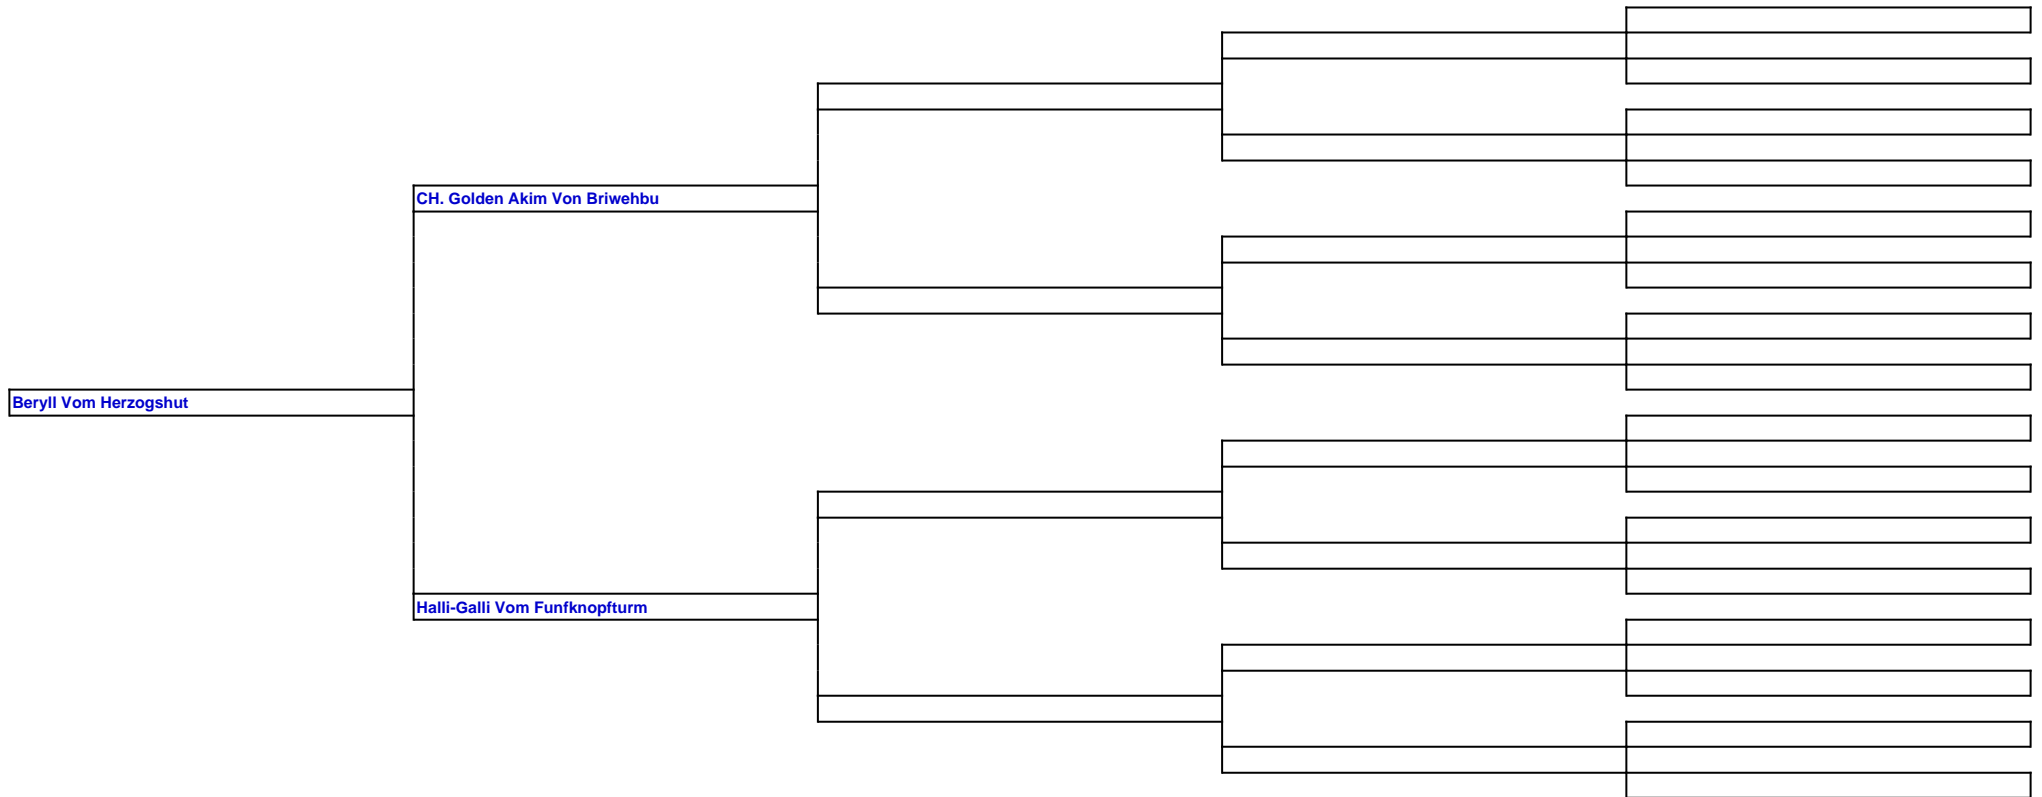 CH. Golden Akim Von Briwehbu
Beryll Vom Herzogshut
Halli-Galli Vom Funfknopfturm